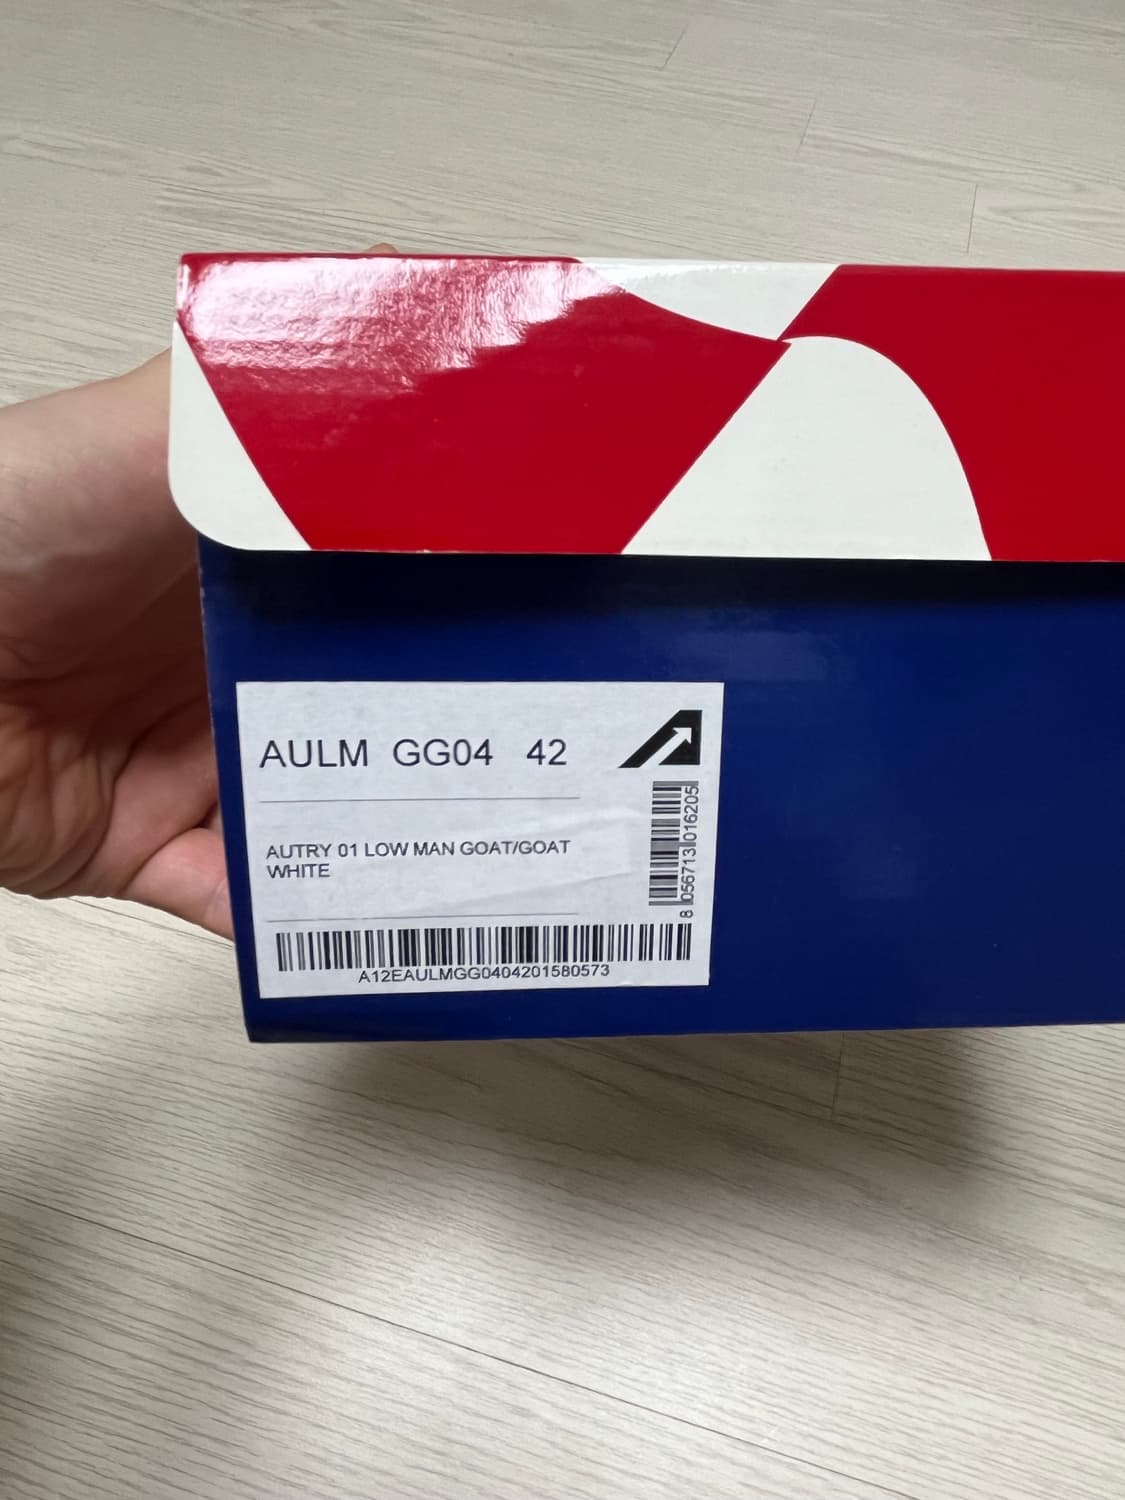 AULM GG04 42
AUTRY 01 LOW MAN GOAT/GOAT
WHITE
8 056713 016205
A12EAULMGG0404201580573